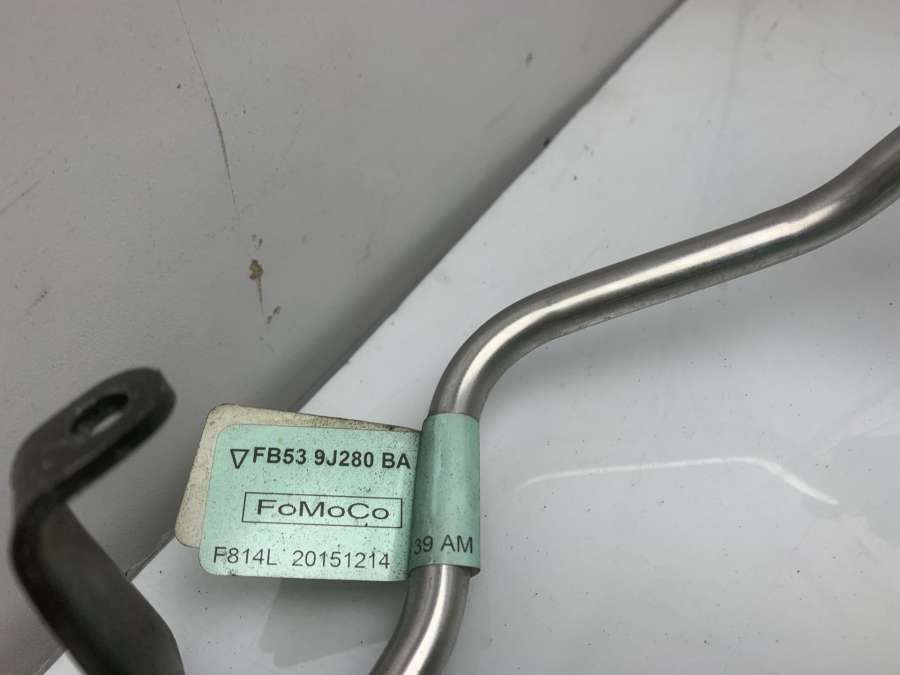 ▽ FB53 9J280 BA
FoMoCo
F814L 20151214 39 AM